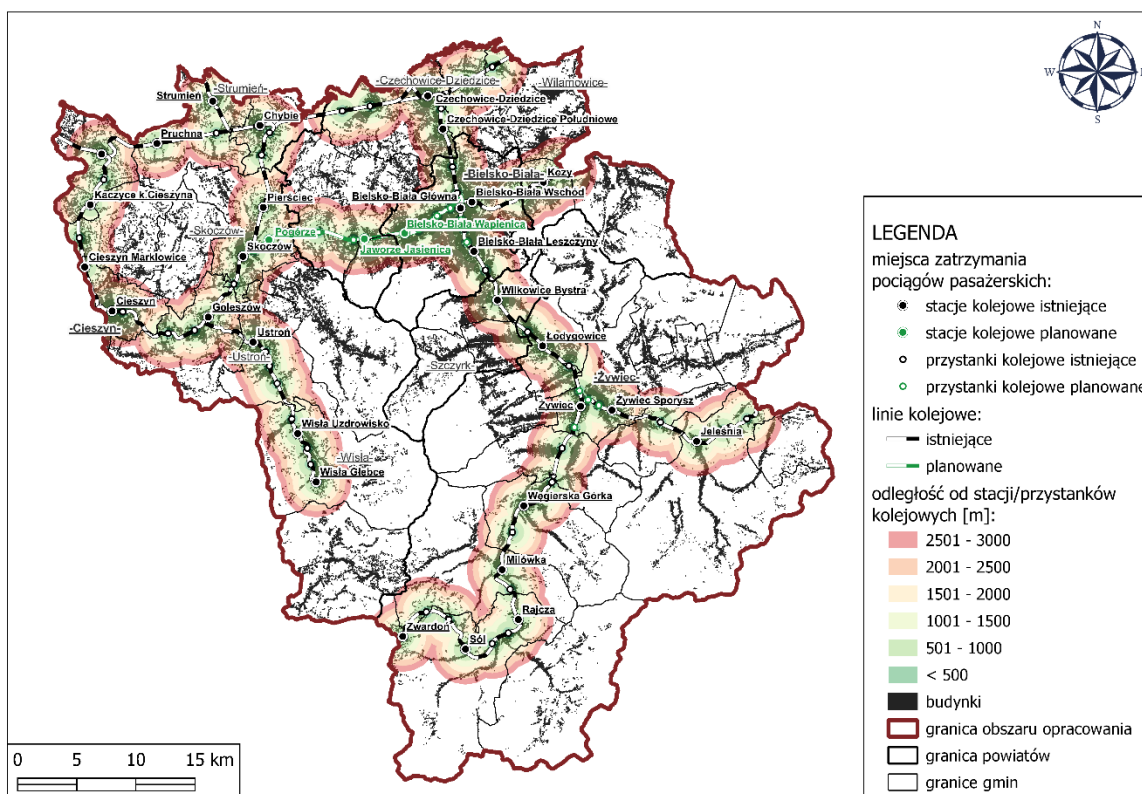 N
W
S
-Czechowice-Dziedzice-
-Wilamowice-
-Strumień-
Strumień
Czechowice-Dziedzice
Chybie
Czechowice-Dziedzice Południowe
Pruchna
-Bielsko-Biała-
Kozy
Kaczyce k.Cieszyna
Pierściec
Bielsko-Biała Główna
Bielsko-Biała Wschód
-Skoczów-
Pogórze
Bielsko-Biała Wapienica
Jaworze Jasienica
Bielsko-Biała Leszczyny
Skoczów
Cieszyn Marklowice
Wilkowice Bystra
Cieszyn
Goleszów
-Cieszyn-
Ustroń
Łodygowice
-Ustroń-
-Szczyrk-
-Żywiec-
Żywiec
Żywiec Sporysz
Wisła Uzdrowisko
Jeleśnia
-Wisła-
Wisła Głębce
Węgierska Górka
Milówka
Rajcza
Zwardoń
Sól
LEGENDA
miejsca zatrzymania
pociągów pasażerskich:
stacje kolejowe istniejące
stacje kolejowe planowane
przystanki kolejowe istniejące
przystanki kolejowe planowane
linie kolejowe:
istniejące
planowane
odległość od stacji/przystanków
kolejowych [m]:
2501 - 3000
2001 - 2500
1501 - 2000
1001 - 1500
501 - 1000
< 500
budynki
granica obszaru opracowania
granica powiatów
granice gmin
0 5 10 15 km